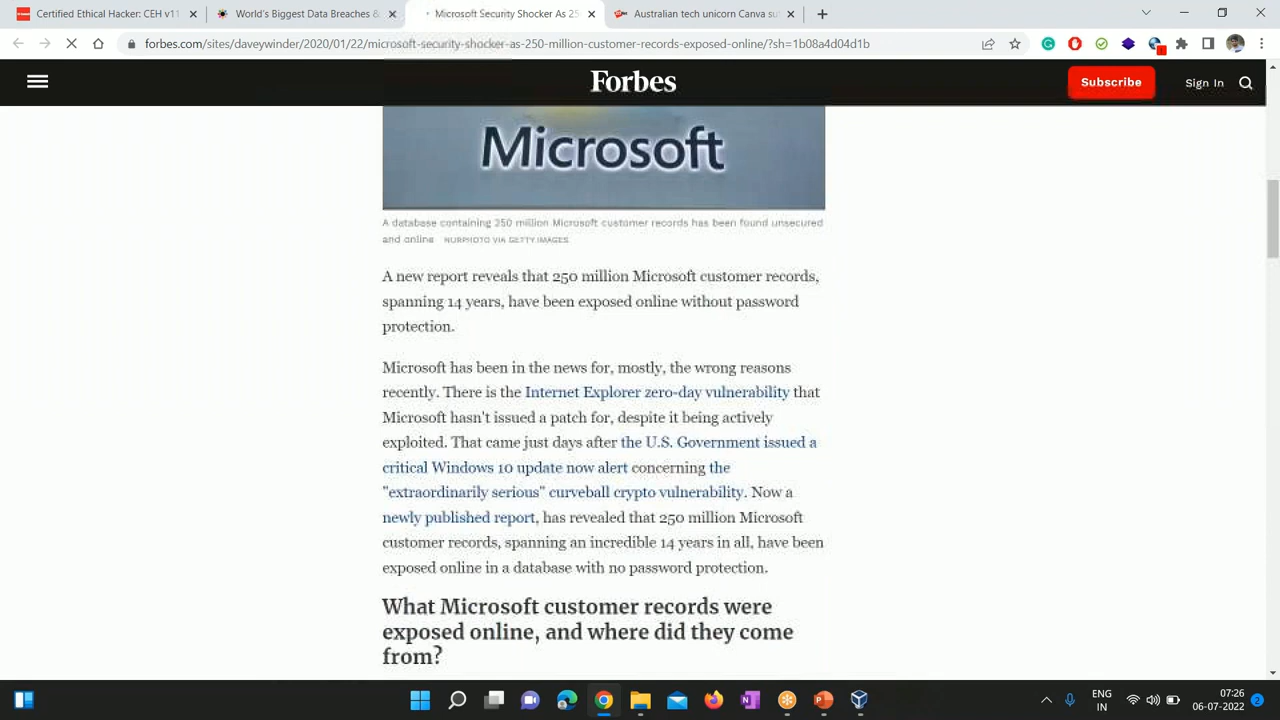 Certified Ethical Hacker: CEH v11
World's Biggest Data Breaches &
Microsoft Security Shocker As 25
Australian tech unicorn Canva su
forbes.com/sites/daveywinder/2020/01/22/microsoft-security-shocker-as-250-million-customer-records-exposed-online/?sh=1b08a4d04d1b
Forbes
Subscribe
Sign In
Microsoft
A database containing 250 million Microsoft customer records has been found unsecured
and online NURPHOTO VIA GETTY IMAGES
A new report reveals that 250 million Microsoft customer records,
spanning 14 years, have been exposed online without password
protection.
Microsoft has been in the news for, mostly, the wrong reasons
recently. There is the Internet Explorer zero-day vulnerability that
Microsoft hasn't issued a patch for, despite it being actively
exploited. That came just days after the U.S. Government issued a
critical Windows 10 update now alert concerning the
"extraordinarily serious" curveball crypto vulnerability. Now a
newly published report, has revealed that 250 million Microsoft
customer records, spanning an incredible 14 years in all, have been
exposed online in a database with no password protection.
What Microsoft customer records were
exposed online, and where did they come
from?
ENG
IN
07:26
06-07-2022
2